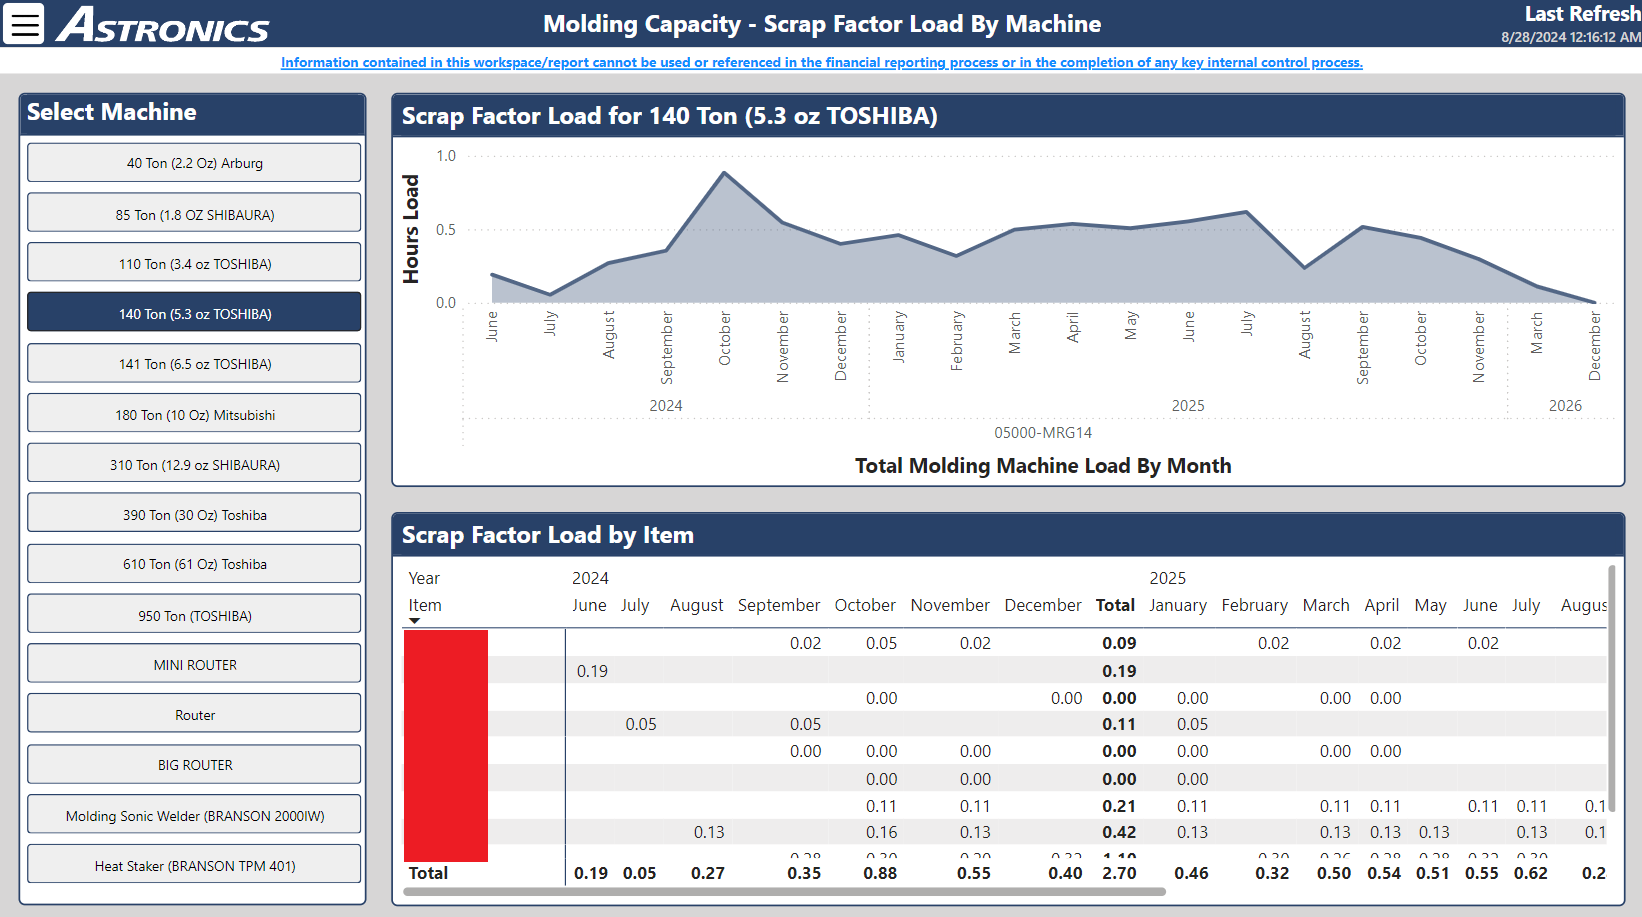 ASTRONICS
Molding Capacity - Scrap Factor Load By Machine
Last Refresh
8/28/2024 12:16:12 AM
Information contained in this workspace/report cannot be used or referenced in the financial reporting process or in the completion of any key internal control process.
Select Machine
40 Ton (2.2 Oz) Arburg
85 Ton (1.8 OZ SHIBAURA)
110 Ton (3.4 oz TOSHIBA)
140 Ton (5.3 oz TOSHIBA)
141 Ton (6.5 oz TOSHIBA)
180 Ton (10 Oz) Mitsubishi
310 Ton (12.9 oz SHIBAURA)
390 Ton (30 Oz) Toshiba
610 Ton (61 Oz) Toshiba
950 Ton (TOSHIBA)
MINI ROUTER
Router
BIG ROUTER
Molding Sonic Welder (BRANSON 2000IW)
Heat Staker (BRANSON TPM 401)
Scrap Factor Load for 140 Ton (5.3 oz TOSHIBA)
Hours Load
1.0
0.5
0.0
June July August September October November December January February March April May June July August September October November March December
2024 2025 2026
05000-MRG14
Total Molding Machine Load By Month
Scrap Factor Load by Item
Year 2024 2025
Item June July August September October November December Total January February March April May June July Augus
0.02 0.05 0.02 0.09 0.02 0.02 0.02
0.19 0.19
0.00 0.00 0.00 0.00 0.00 0.00
0.05 0.05 0.11 0.05
0.00 0.00 0.00 0.00 0.00 0.00 0.00
0.00 0.00 0.00 0.00
0.11 0.11 0.21 0.11 0.11 0.11 0.11 0.11 0.1
0.13 0.16 0.13 0.42 0.13 0.13 0.13 0.13 0.13 0.1
Total 0.19 0.05 0.27 0.35 0.88 0.55 0.40 2.70 0.46 0.32 0.50 0.54 0.51 0.55 0.62 0.2